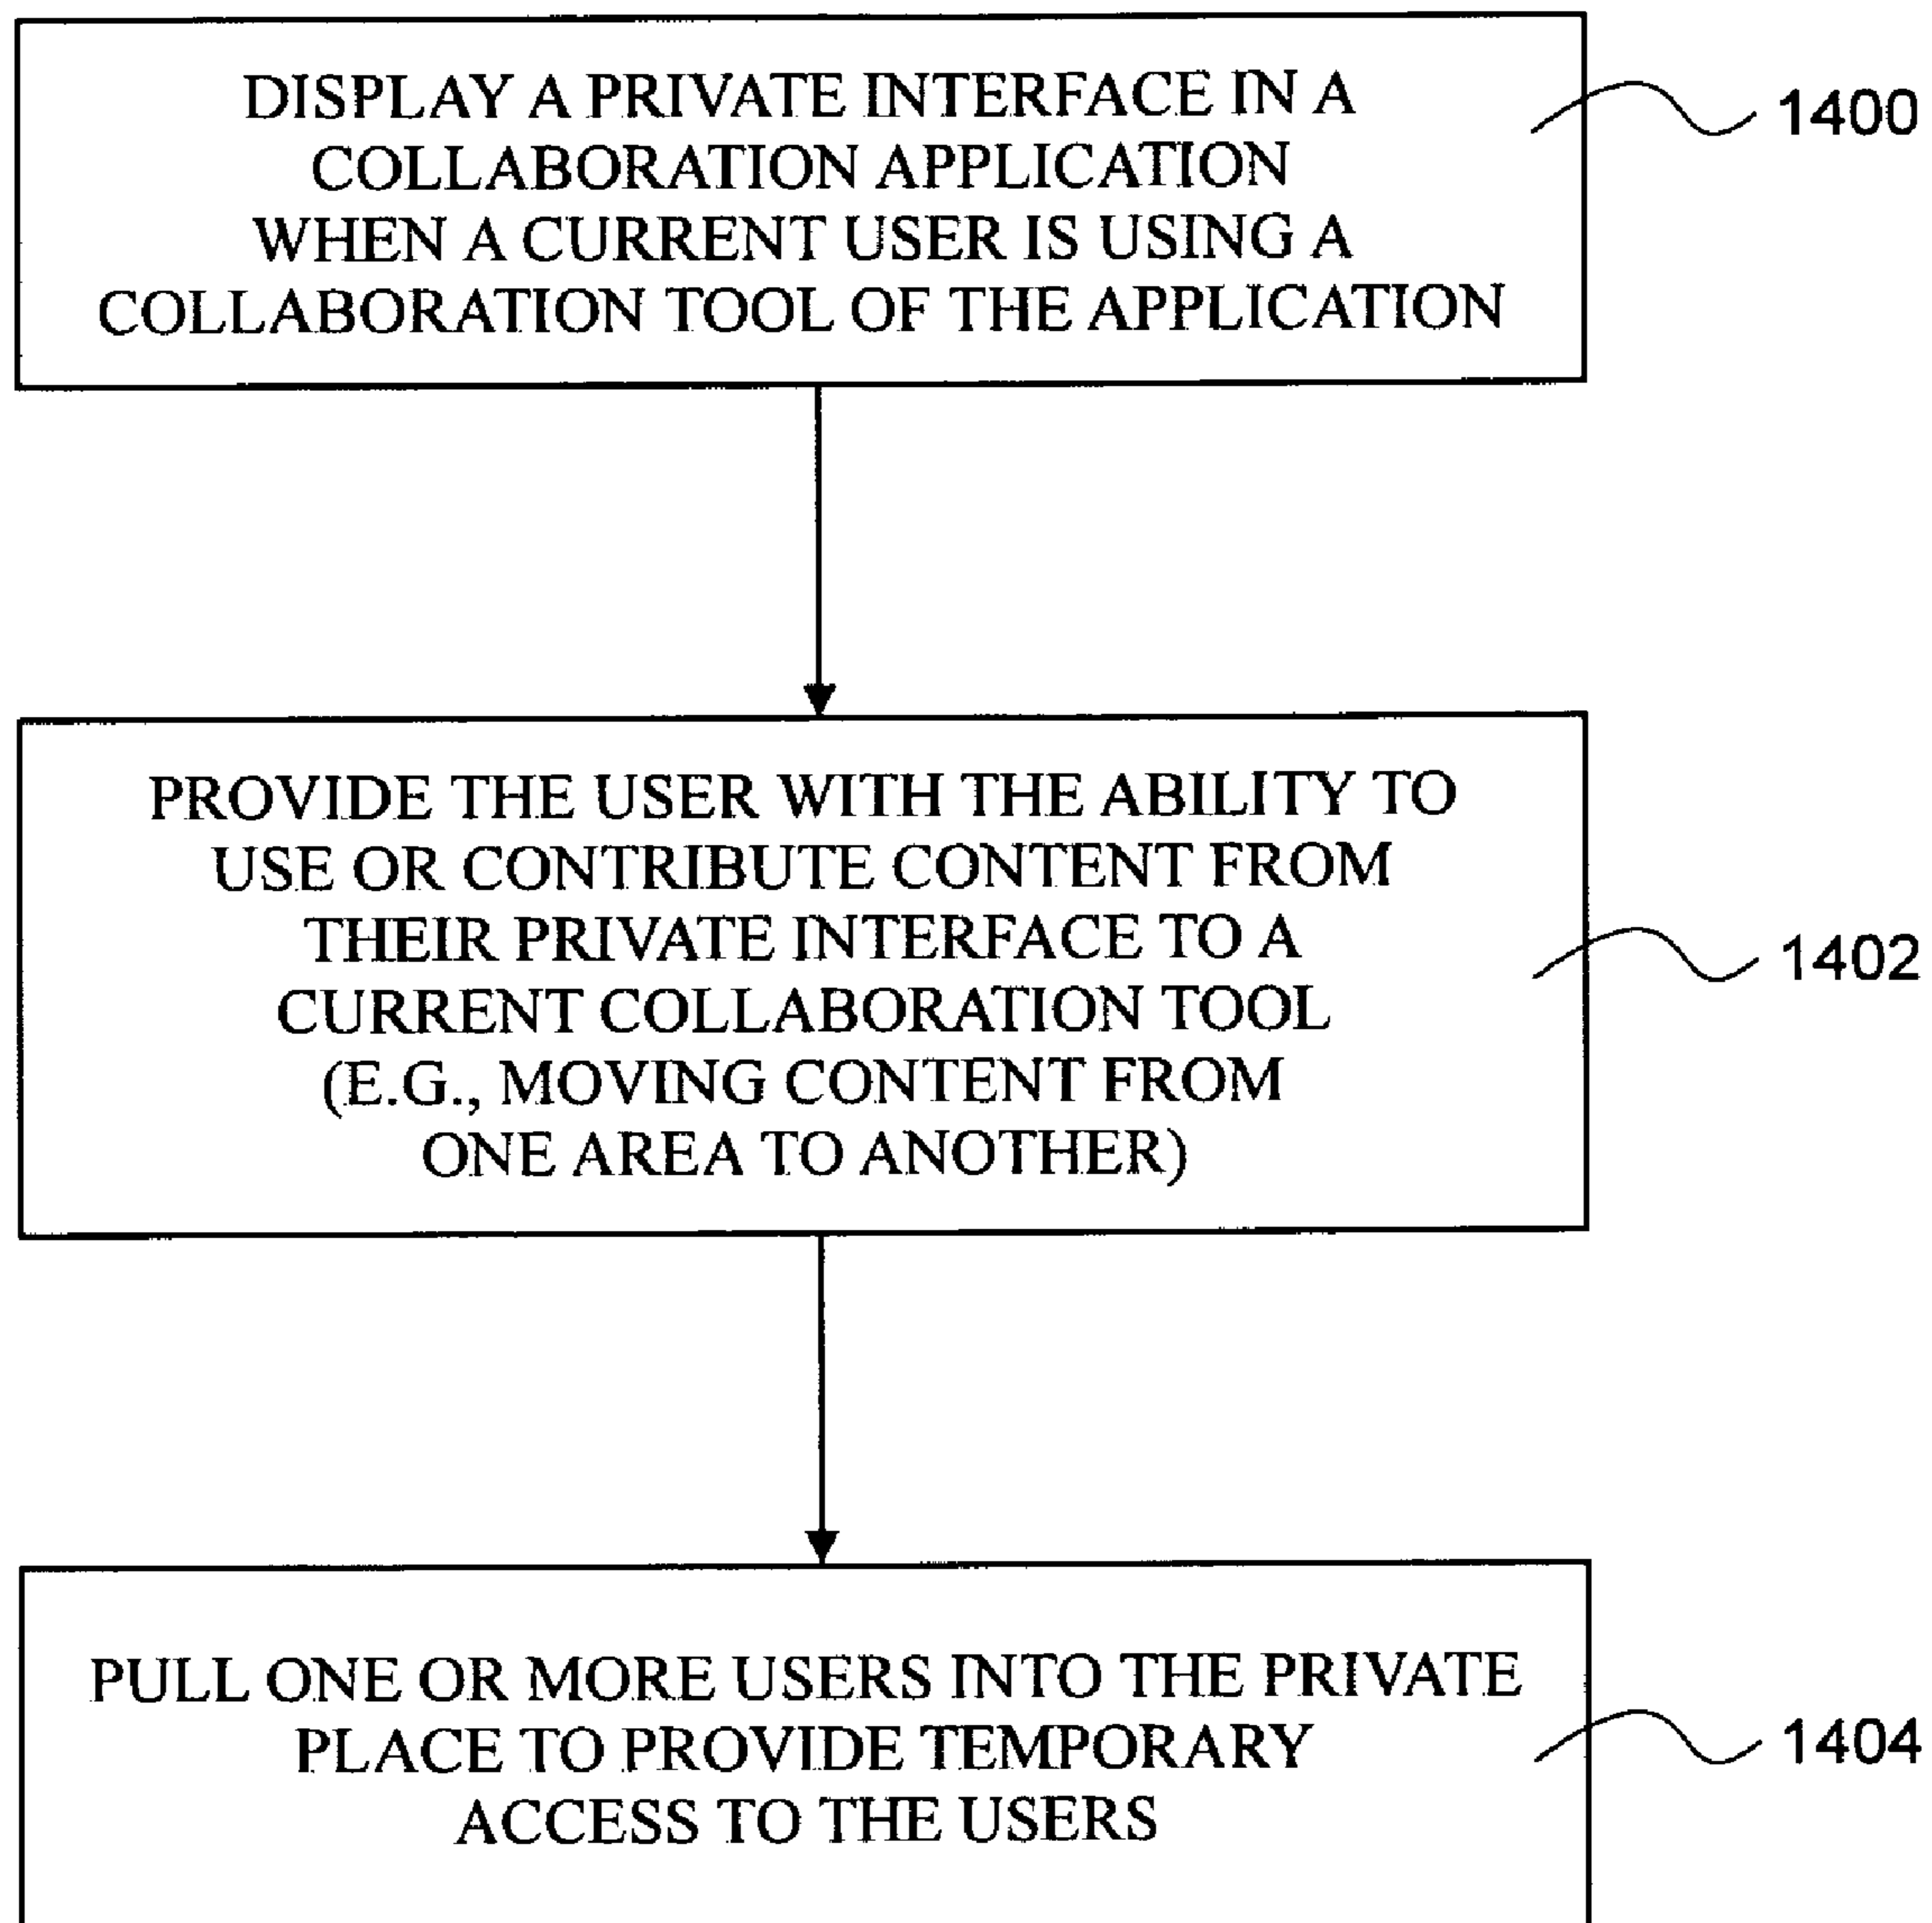 DISPLAY A PRIVATE INTERFACE IN A
COLLABORATION APPLICATION
WHEN A CURRENT USER IS USING A
COLLABORATION TOOL OF THE APPLICATION
1400
PROVIDE THE USER WITH THE ABILITY TO
USE OR CONTRIBUTE CONTENT FROM
THEIR PRIVATE INTERFACE TO A
CURRENT COLLABORATION TOOL
(E.G., MOVING CONTENT FROM
ONE AREA TO ANOTHER)
1402
PULL ONE OR MORE USERS INTO THE PRIVATE
PLACE TO PROVIDE TEMPORARY
ACCESS TO THE USERS
1404